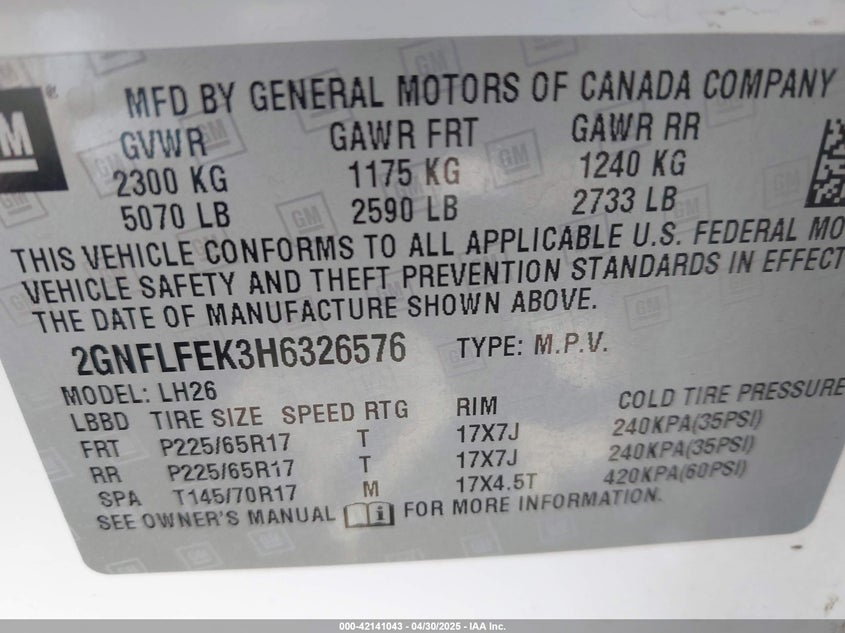 GM
MFD BY GENERAL MOTORS OF CANADA COMPANY
GVWR GAWR FRT GAWR RR
2300 KG 1175 KG 1240 KG
5070 LB 2590 LB 2733 LB
THIS VEHICLE CONFORMS TO ALL APPLICABLE U.S. FEDERAL MO
VEHICLE SAFETY AND THEFT PREVENTION STANDARDS IN EFFECT
THE DATE OF MANUFACTURE SHOWN ABOVE.
2GNFLFEK3H6326576 TYPE: M.P.V.
MODEL: LH26
LBBD TIRE SIZE SPEED RTG RIM COLD TIRE PRESSURE
FRT P225/65R17 T 17X7J 240KPA(35PSI)
RR P225/65R17 T 17X7J 240KPA(35PSI)
SPA T145/70R17 M 17X4.5T 420KPA(60PSI)
SEE OWNER'S MANUAL i FOR MORE INFORMATION.
000-42141043 - 04/30/2025 - IAA Inc.